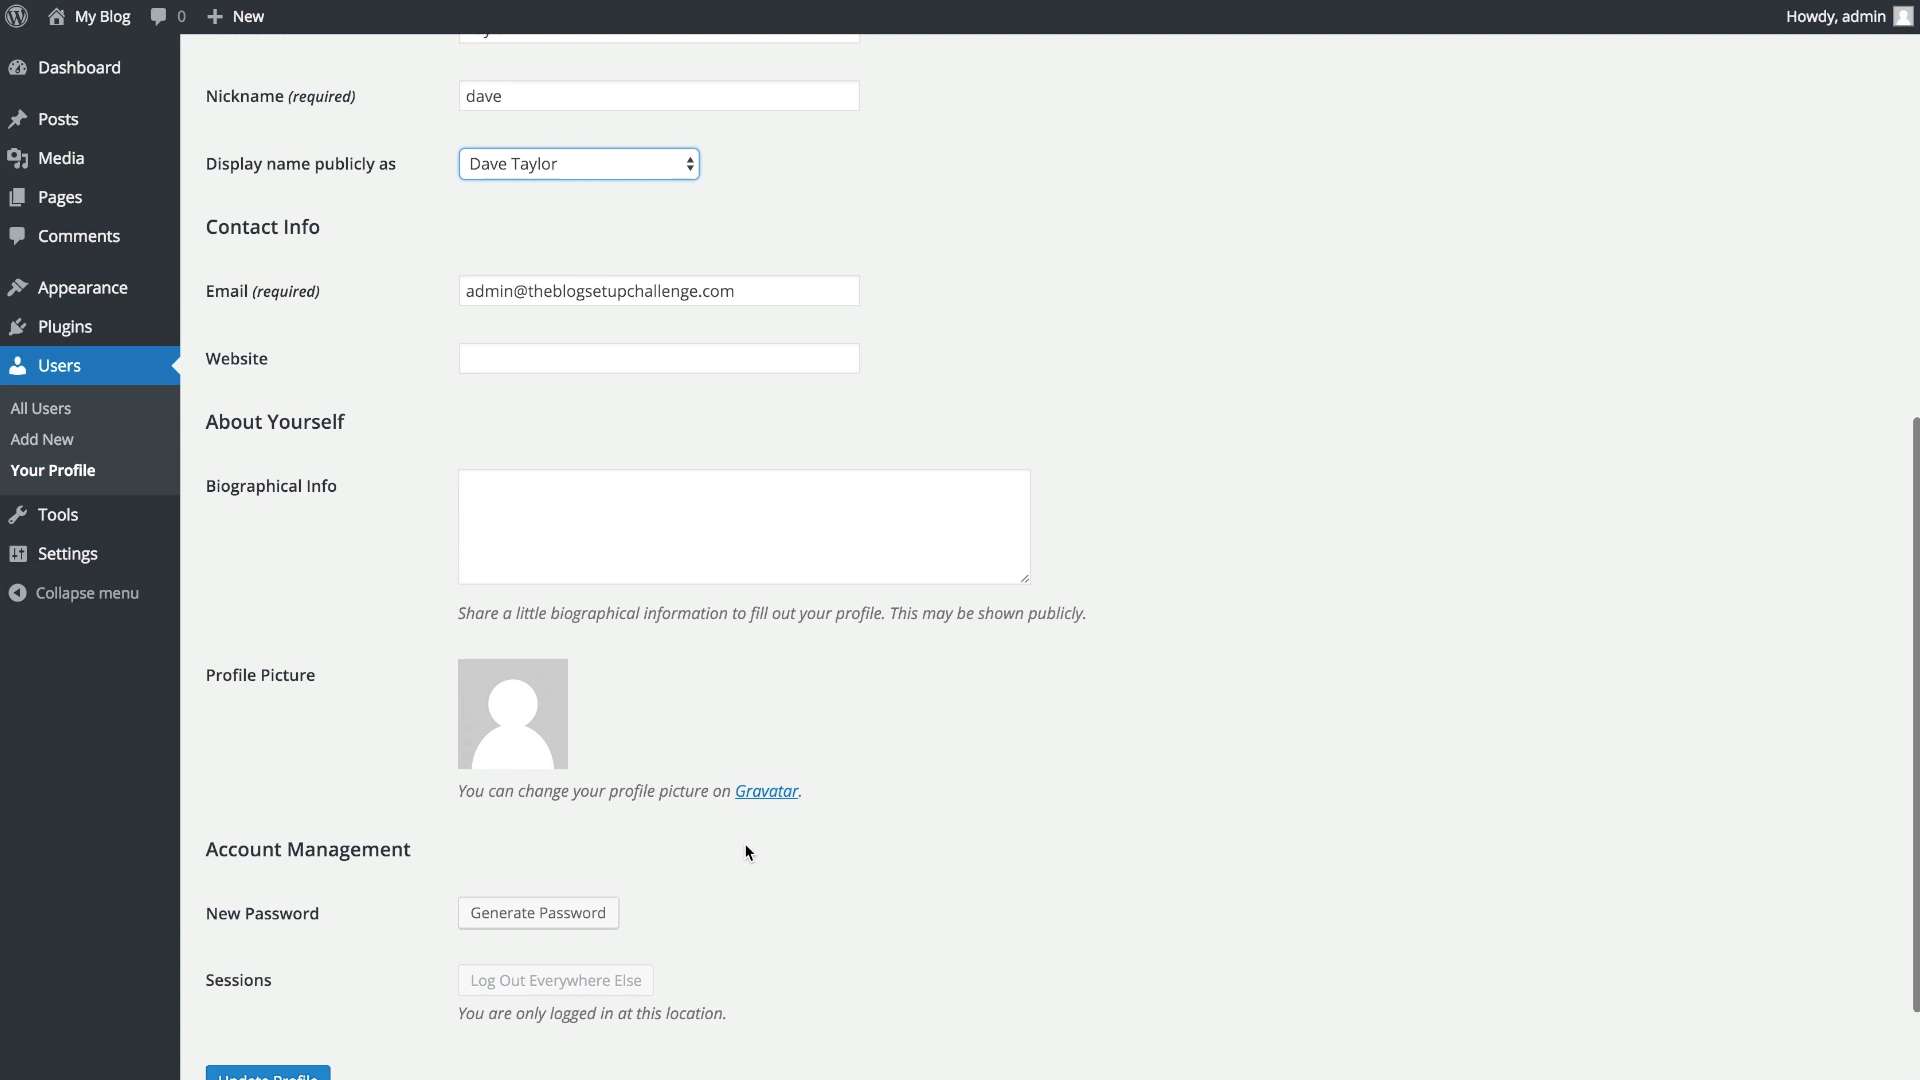 My Blog 0 New Howdy, admin
Dashboard
Posts
Media
Pages
Comments
Appearance
Plugins
Users
All Users
Add New
Your Profile
Tools
Settings
Collapse menu
Nickname (required) dave
Display name publicly as Dave Taylor
Contact Info
Email (required) admin@theblogsetupchallenge.com
Website
About Yourself
Biographical Info
Share a little biographical information to fill out your profile. This may be shown publicly.
Profile Picture
You can change your profile picture on Gravatar.
Account Management
New Password Generate Password
Sessions Log Out Everywhere Else
You are only logged in at this location.
Update Profile